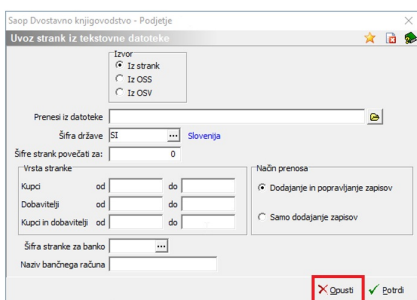 Saop Dvostavno knjigovodstvo - Podjetje
Uvoz strank iz tekstovne datoteke
Izvor
Iz strank
Iz OSS
Iz OSV
Prenesi iz datoteke
Šifra države SI ... Slovenija
Šifre strank povečati za: 0
Vrsta stranke
Kupci od do
Dobavitelji od do
Kupci in dobavitelji od do
Način prenosa
Dodajanje in popravljanje zapisov
Samo dodajanje zapisov
Šifra stranke za banko ...
Naziv bančnega računa
Opusti Potrdi